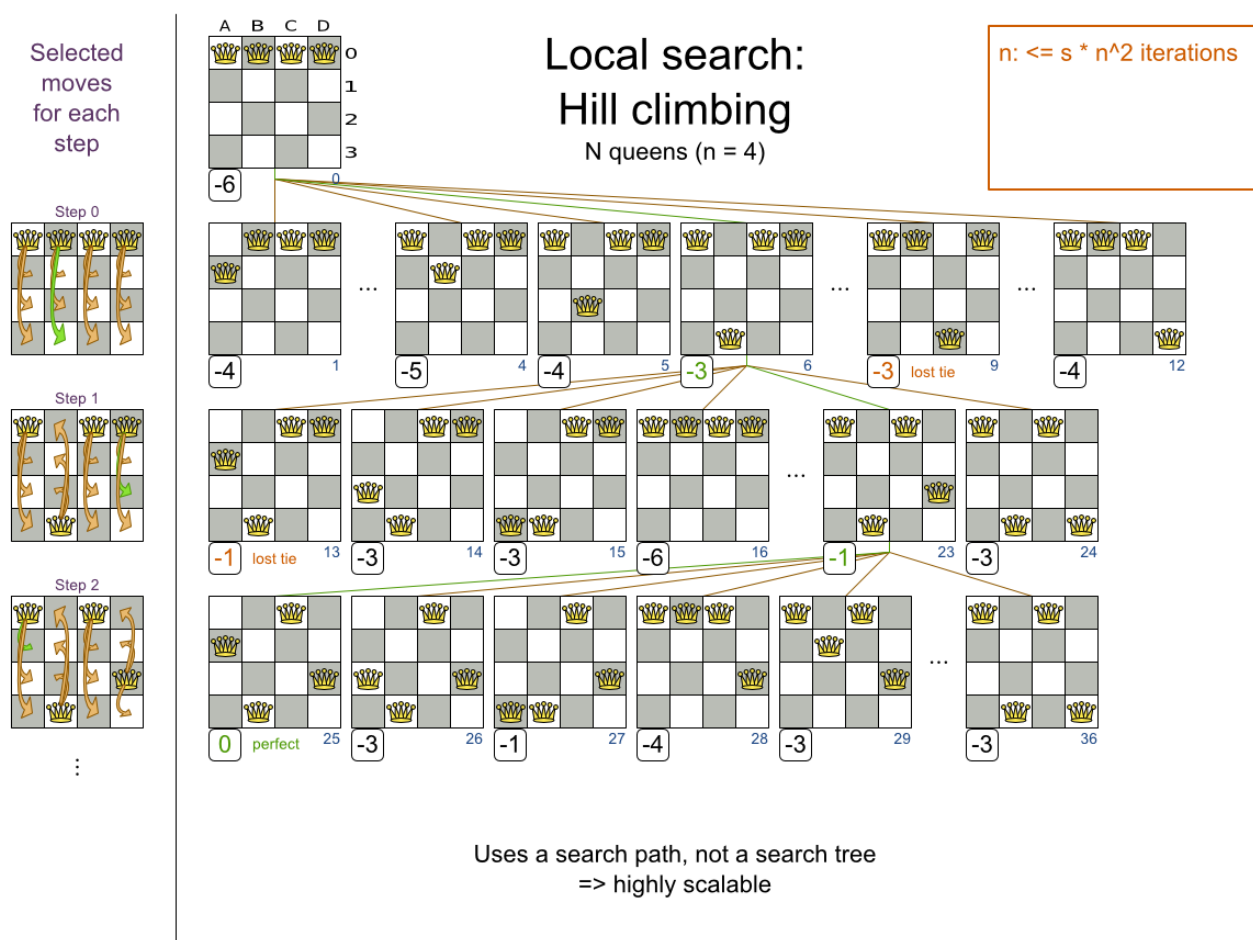 Selected
moves
for each
step
A B C D
0
1
2
3
Local search:
Hill climbing
N queens (n = 4)
n: <= s * n^2 iterations
-6
0
Step 0
...
...
...
-4
1
-5
4
-4
5
-3
6
-3
lost tie
9
-4
12
Step 1
...
-1
lost tie
13
-3
14
-3
15
-6
16
-1
23
-3
24
Step 2
...
0
perfect
25
-3
26
-1
27
-4
28
-3
29
-3
36
...
Uses a search path, not a search tree
=> highly scalable